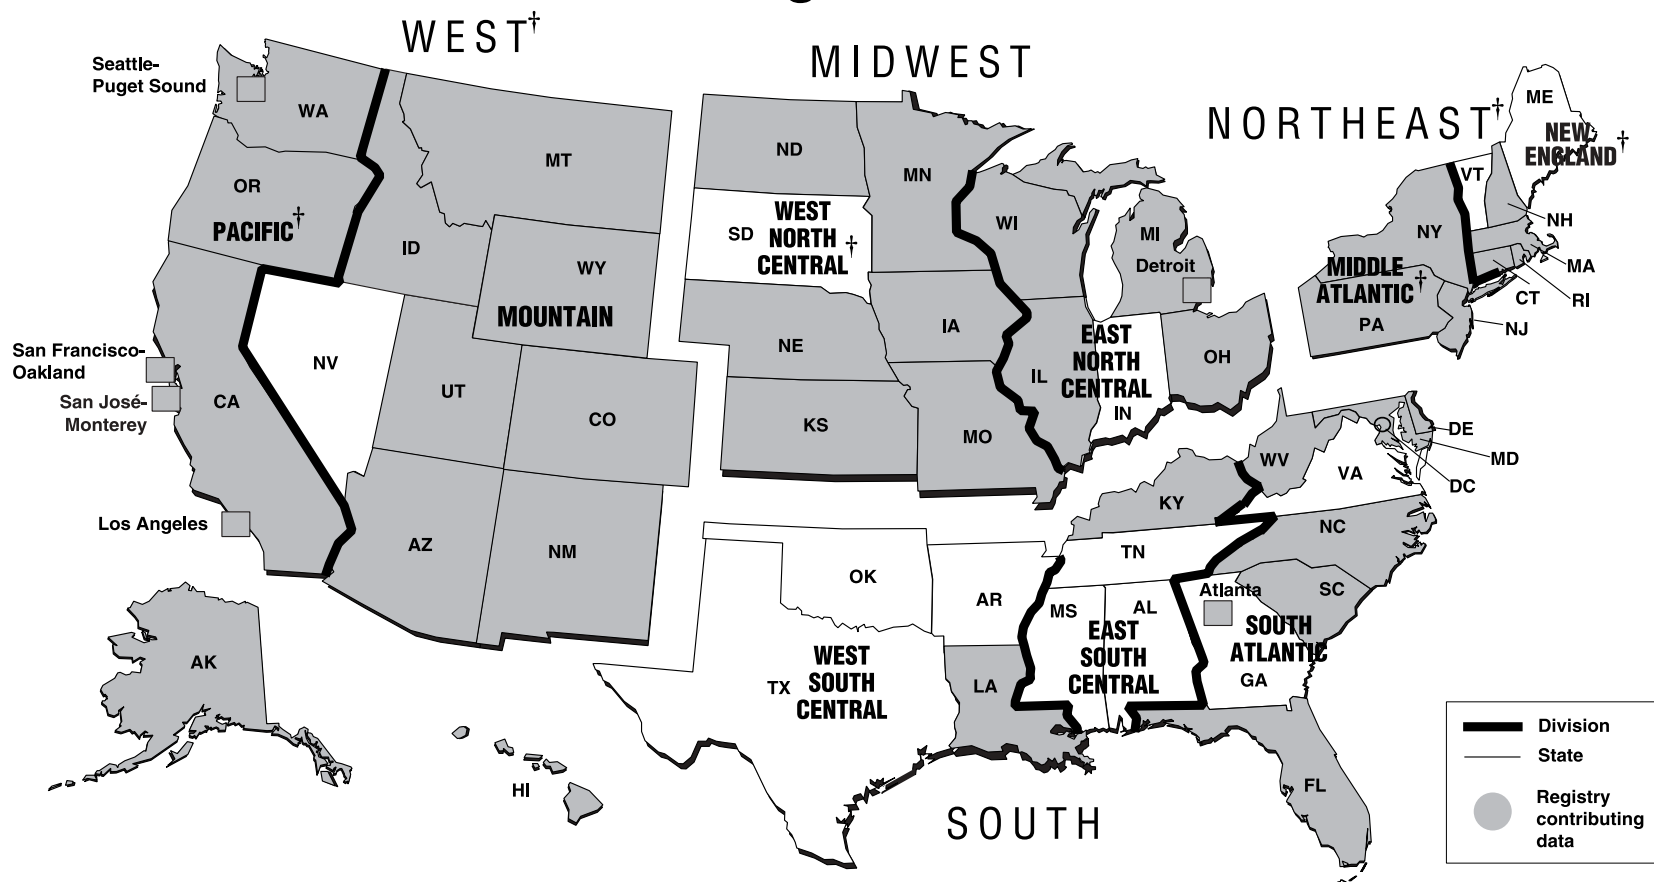 WEST†
MIDWEST
NORTHEAST†
Seattle-
Puget Sound
WA
MT
ND
MN
ME
NEW
ENGLAND†
VT
OR
PACIFIC†
ID
WY
MOUNTAIN
SD
WEST
NORTH
CENTRAL†
WI
MI
Detroit
NY
MIDDLE
ATLANTIC†
PA
NH
MA
RI
CT
NJ
San Francisco-
Oakland
San José-
Monterey
CA
NV
UT
CO
NE
IA
KS
MO
IL
EAST
NORTH
CENTRAL
IN
OH
DE
MD
DC
WV
VA
KY
Los Angeles
AZ
NM
OK
AR
TN
NC
SC
Atlanta
MS
AL
EAST
SOUTH
CENTRAL
SOUTH
ATLANTIC
GA
AK
HI
TX
WEST
SOUTH
CENTRAL
LA
FL
SOUTH
Division
State
Registry
contributing
data